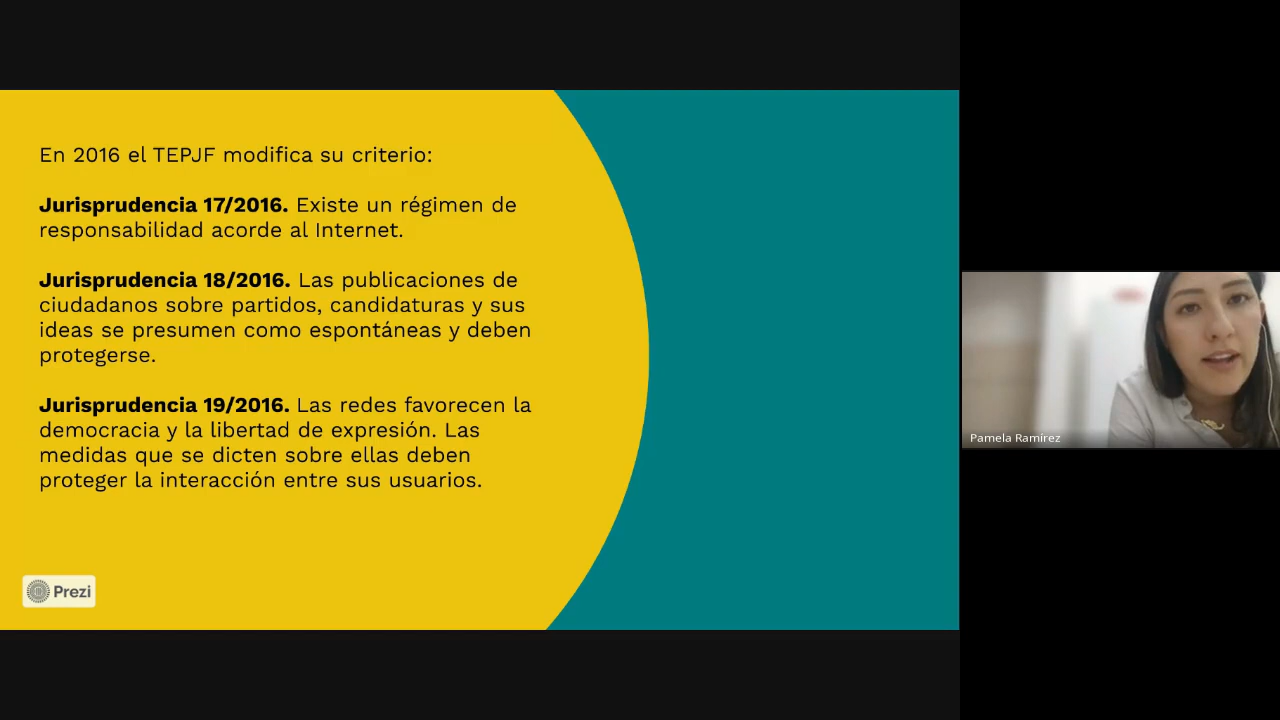 En 2016 el TEPJF modifica su criterio:
Jurisprudencia 17/2016. Existe un régimen de
responsabilidad acorde al Internet.
Jurisprudencia 18/2016. Las publicaciones de
ciudadanos sobre partidos, candidaturas y sus
ideas se presumen como espontáneas y deben
protegerse.
Jurisprudencia 19/2016. Las redes favorecen la
democracia y la libertad de expresión. Las
medidas que se dicten sobre ellas deben
proteger la interacción entre sus usuarios.
Prezi
Pamela Ramírez